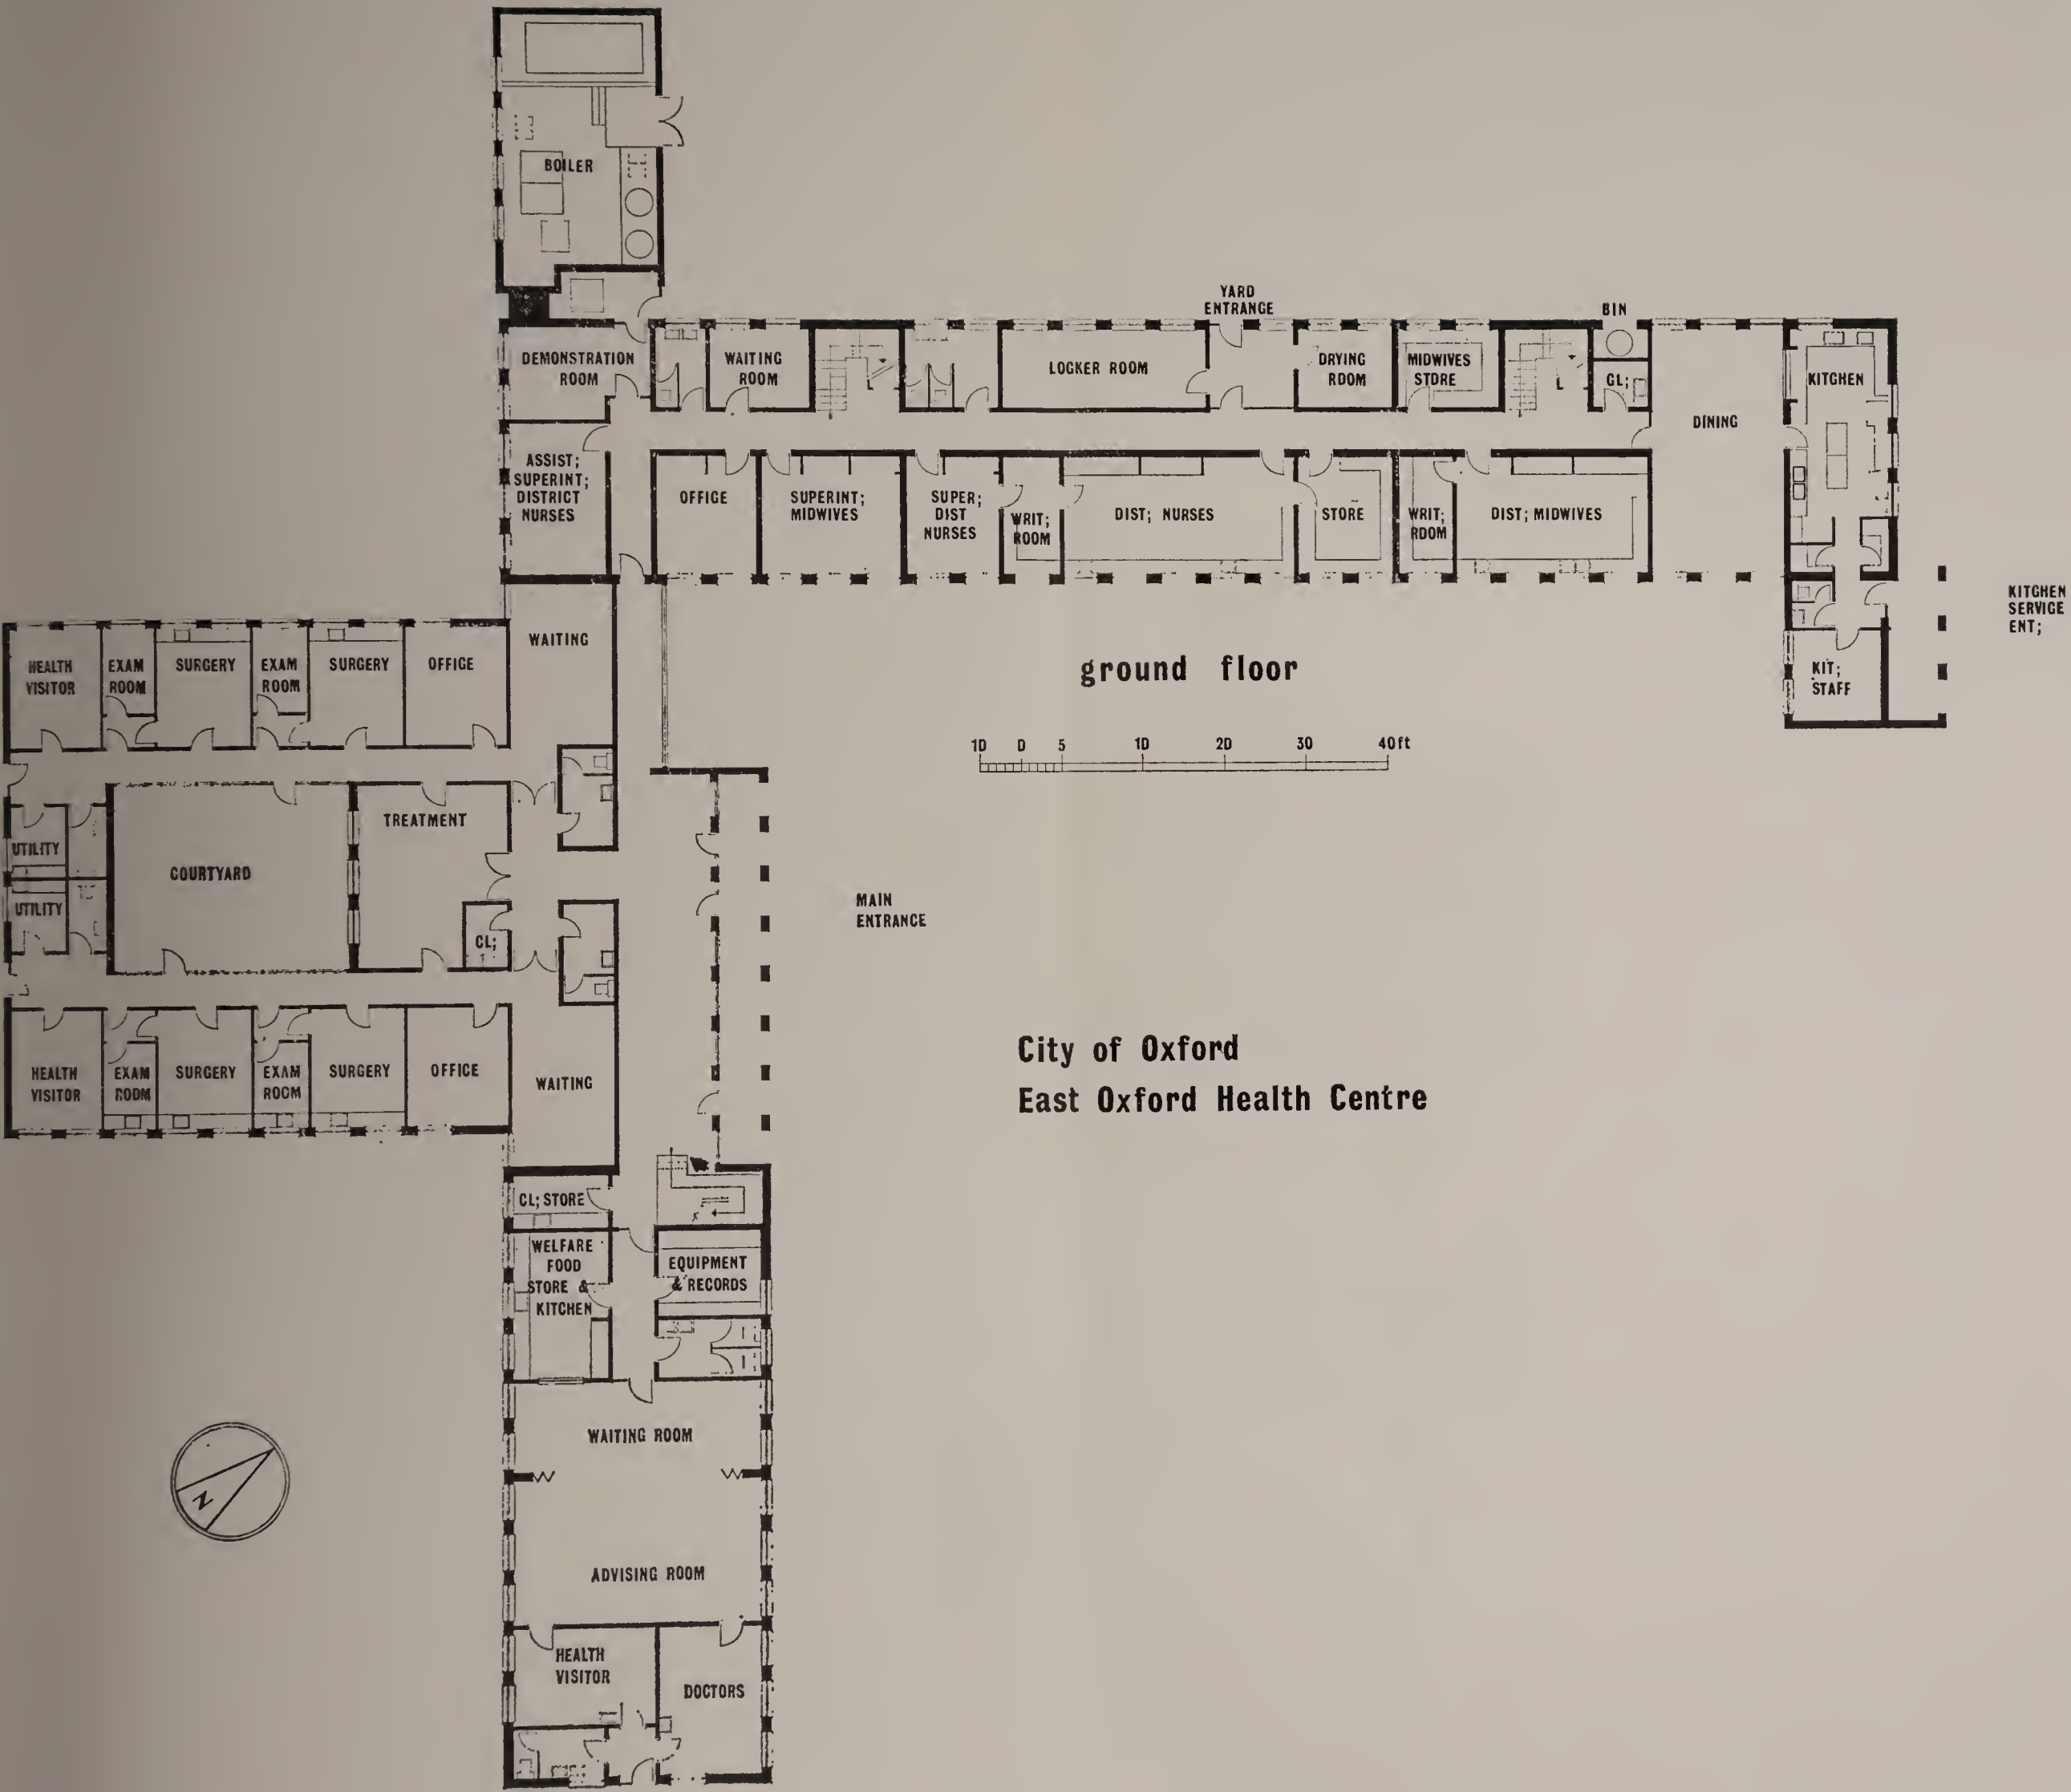 BOILER
YARD
ENTRANCE
BIN
DEMONSTRATION
ROOM
WAITING
ROOM
L
LOCKER ROOM
DRYING
ROOM
MIDWIVES
STORE
L
CL;
KITCHEN
DINING
ASSIST;
SUPERINT;
DISTRICT
NURSES
OFFICE
SUPERINT;
MIDWIVES
SUPER;
DIST
NURSES
WRIT;
ROOM
DIST; NURSES
STORE
WRIT;
ROOM
DIST; MIDWIVES
KITCHEN
SERVICE
ENT;
KIT;
STAFF
HEALTH
VISITOR
EXAM
ROOM
SURGERY
EXAM
ROOM
SURGERY
OFFICE
WAITING
ground floor
10 0 5 10 20 30 40ft
UTILITY
COURTYARD
TREATMENT
UTILITY
CL;
MAIN
ENTRANCE
HEALTH
VISITOR
EXAM
ROOM
SURGERY
EXAM
ROOM
SURGERY
OFFICE
WAITING
City of Oxford
East Oxford Health Centre
CL; STORE
WELFARE
FOOD
STORE &
KITCHEN
EQUIPMENT
& RECORDS
WAITING ROOM
N
ADVISING ROOM
HEALTH
VISITOR
DOCTORS